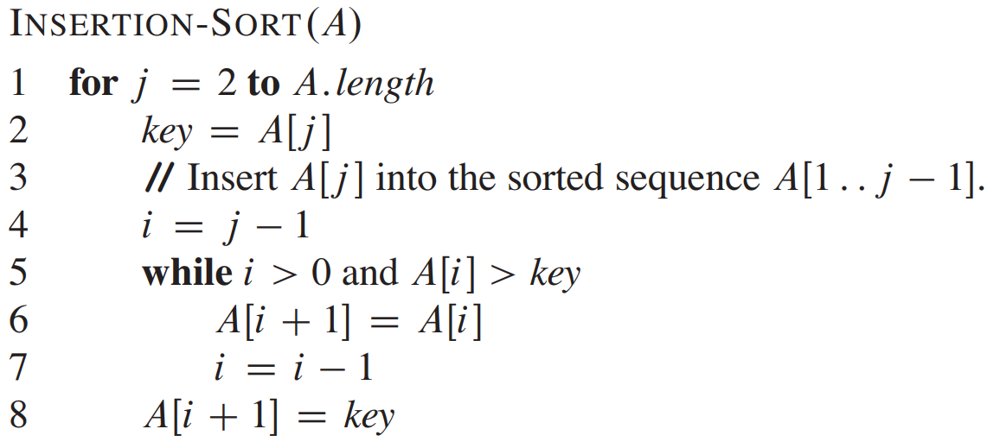 INSERTION-SORT(A)
1 for j = 2 to A.length
2 key = A[j]
3 // Insert A[j] into the sorted sequence A[1 . . j − 1].
4 i = j − 1
5 while i > 0 and A[i] > key
6 A[i + 1] = A[i]
7 i = i − 1
8 A[i + 1] = key